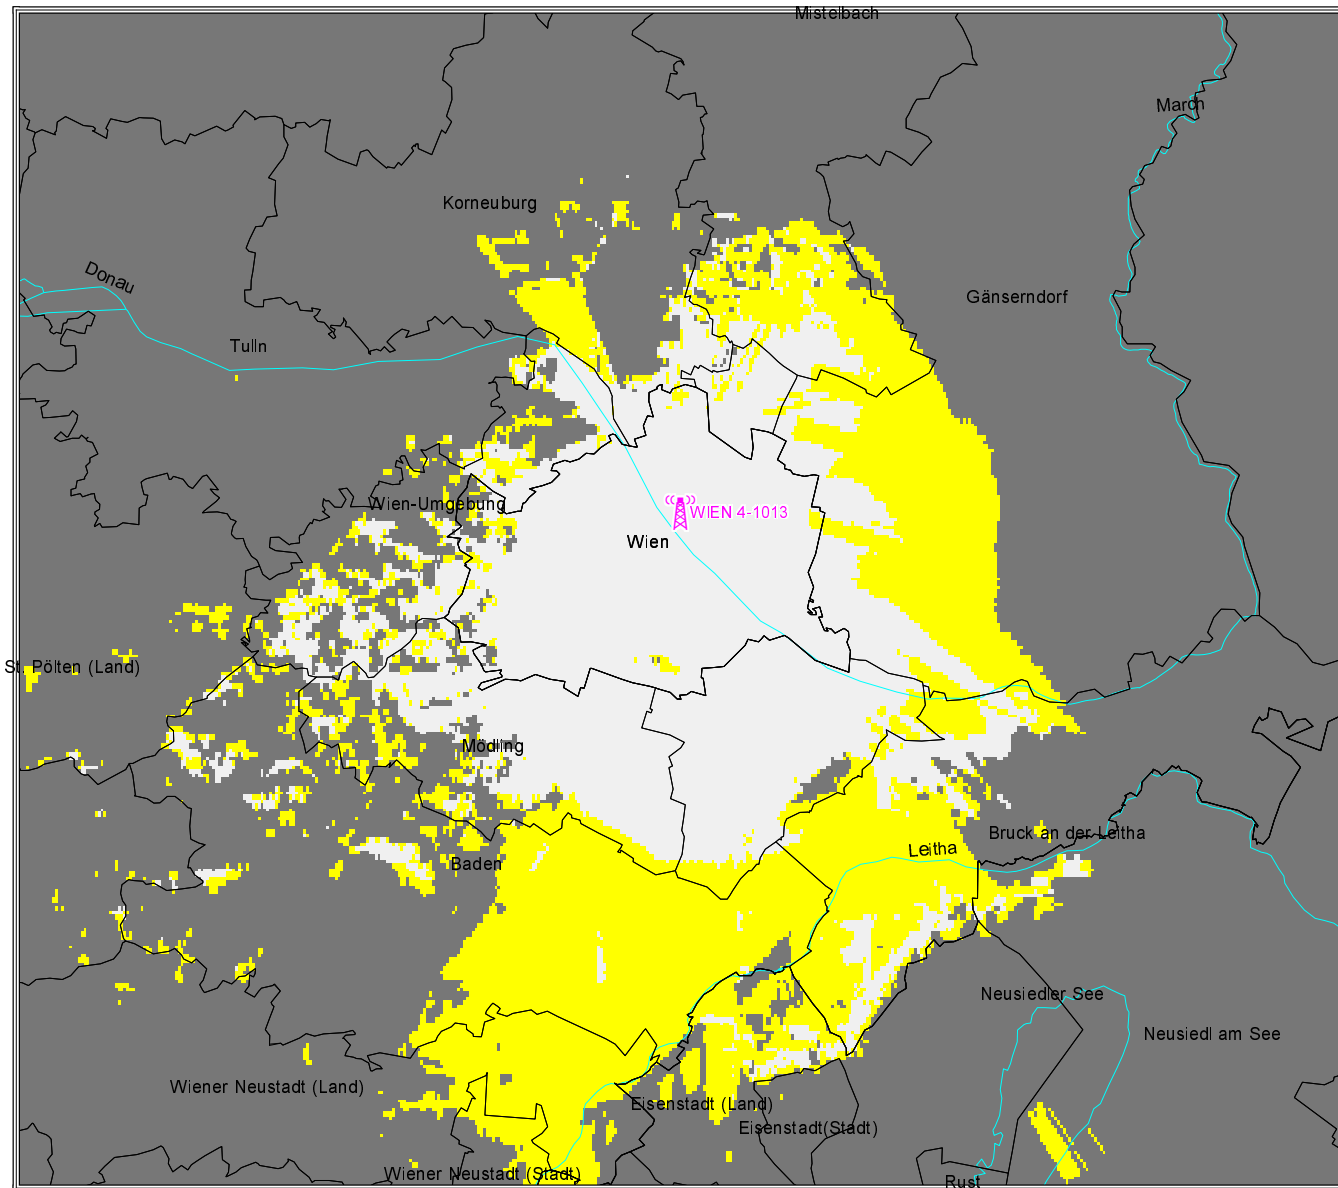 Mistelbach
March
Korneuburg
Donau
Gänserndorf
Tulln
Wien-Umgebung
WIEN 4-1013
Wien
St. Pölten (Land)
Mödling
Bruck an der Leitha
Leitha
Baden
Neusiedler See
Neusiedl am See
Wiener Neustadt (Land)
Eisenstadt (Land)
Eisenstadt(Stadt)
Wiener Neustadt (Stadt)
Rust